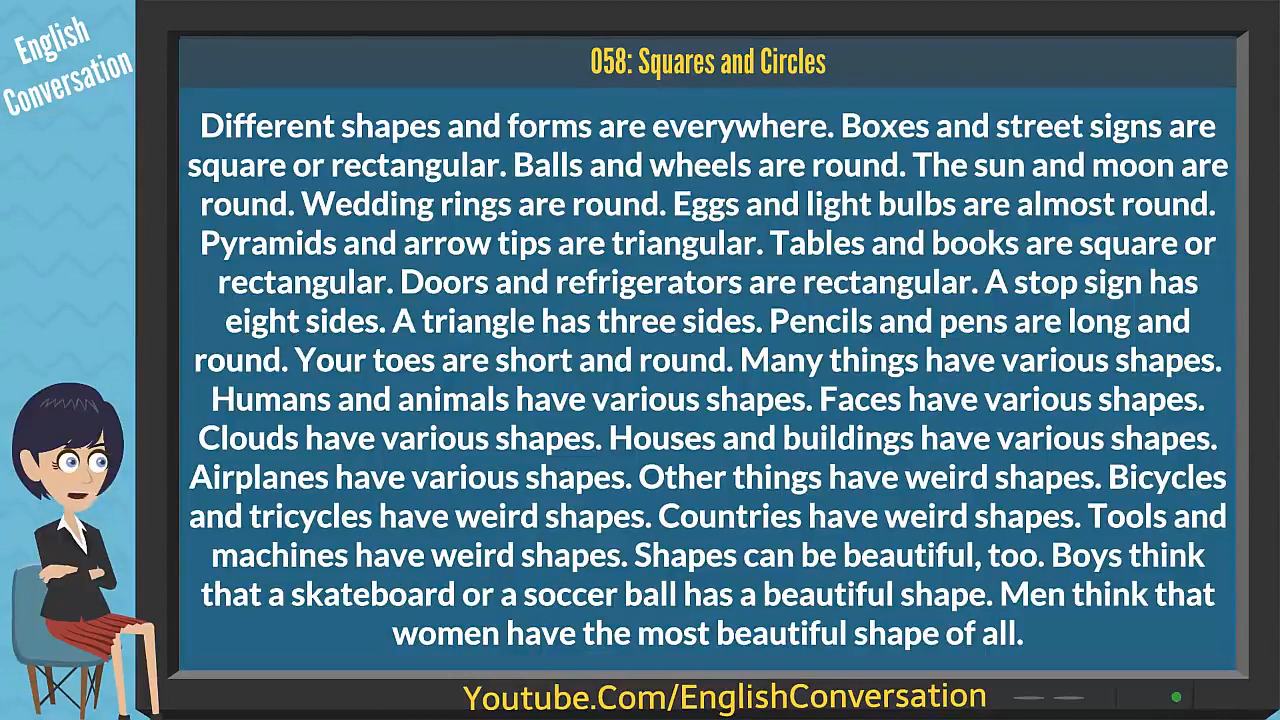 English
Conversation
058: Squares and Circles
Different shapes and forms are everywhere. Boxes and street signs are
square or rectangular. Balls and wheels are round. The sun and moon are
round. Wedding rings are round. Eggs and light bulbs are almost round.
Pyramids and arrow tips are triangular. Tables and books are square or
rectangular. Doors and refrigerators are rectangular. A stop sign has
eight sides. A triangle has three sides. Pencils and pens are long and
round. Your toes are short and round. Many things have various shapes.
Humans and animals have various shapes. Faces have various shapes.
Clouds have various shapes. Houses and buildings have various shapes.
Airplanes have various shapes. Other things have weird shapes. Bicycles
and tricycles have weird shapes. Countries have weird shapes. Tools and
machines have weird shapes. Shapes can be beautiful, too. Boys think
that a skateboard or a soccer ball has a beautiful shape. Men think that
women have the most beautiful shape of all.
Youtube.Com/EnglishConversation